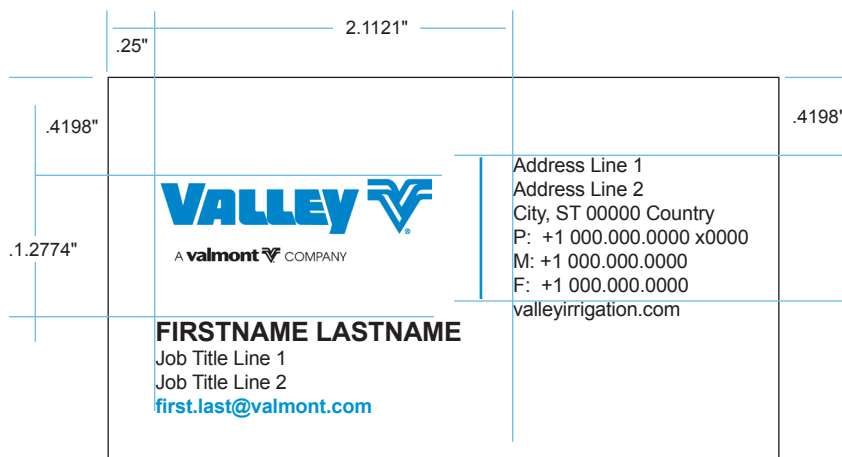 2.1121"
.25"
.4198"
.4198"
Address Line 1
Address Line 2
City, ST 00000 Country
P: +1 000.000.0000 x0000
M: +1 000.000.0000
F: +1 000.000.0000
valleyirrigation.com
VALLEY ®
A valmont COMPANY
.1.2774"
FIRSTNAME LASTNAME
Job Title Line 1
Job Title Line 2
first.last@valmont.com